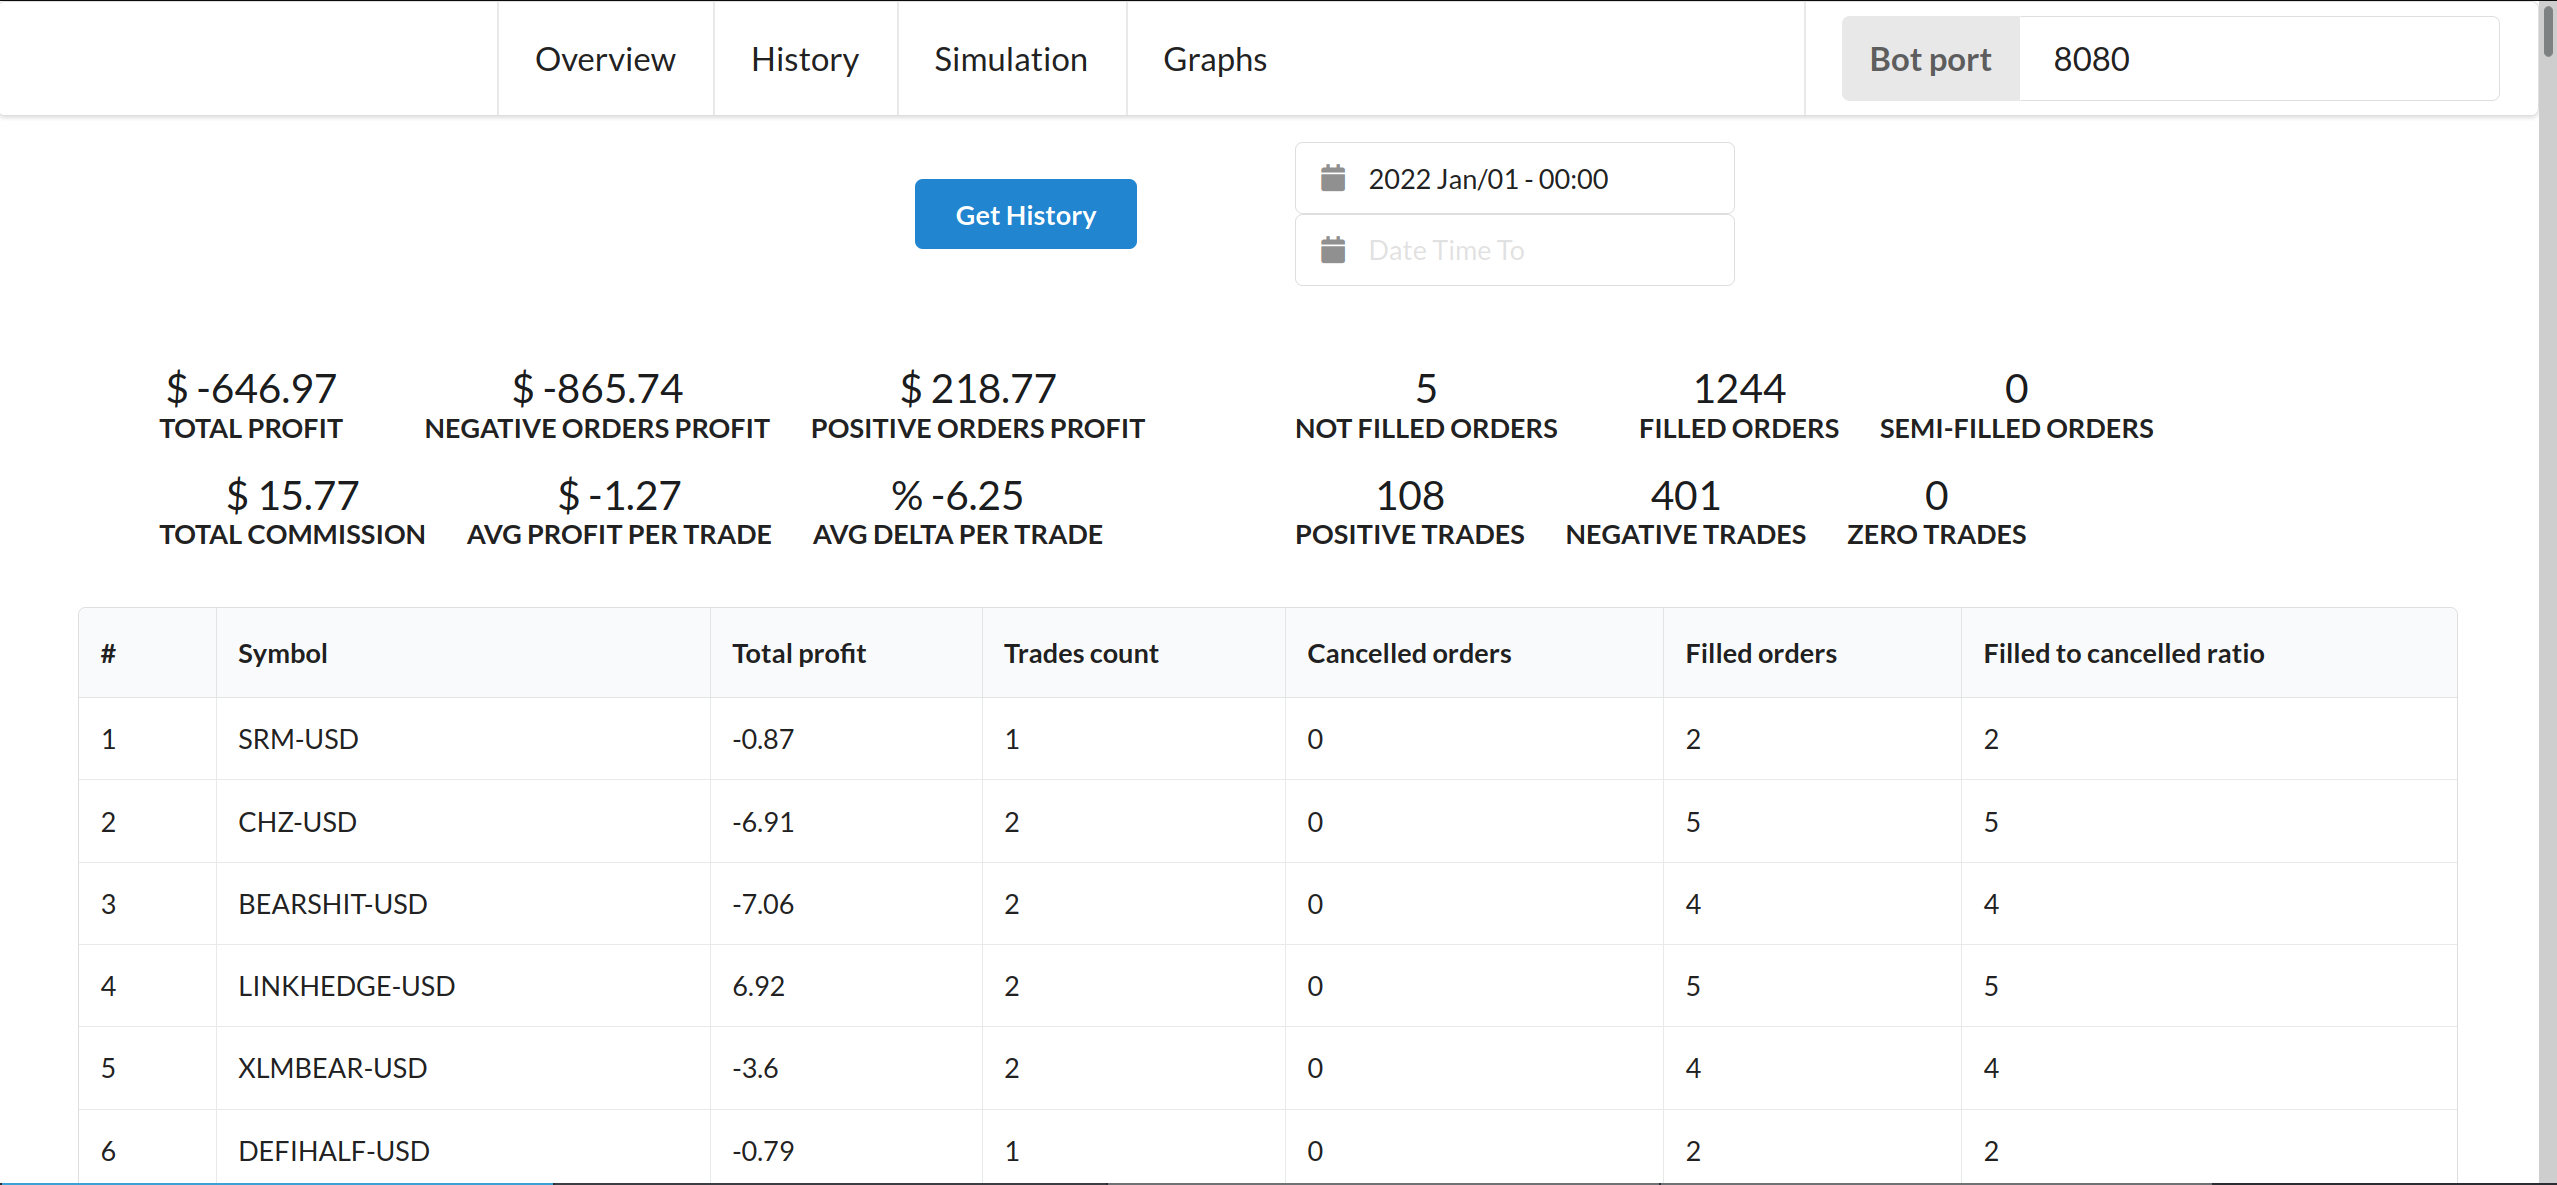 Overview History Simulation Graphs Bot port 8080
2022 Jan/01 - 00:00
Get History
Date Time To
$ -646.97 $ -865.74 $ 218.77 5 1244 0
TOTAL PROFIT NEGATIVE ORDERS PROFIT POSITIVE ORDERS PROFIT NOT FILLED ORDERS FILLED ORDERS SEMI-FILLED ORDERS
$ 15.77 $ -1.27 % -6.25 108 401 0
TOTAL COMMISSION AVG PROFIT PER TRADE AVG DELTA PER TRADE POSITIVE TRADES NEGATIVE TRADES ZERO TRADES
# Symbol Total profit Trades count Cancelled orders Filled orders Filled to cancelled ratio
1 SRM-USD -0.87 1 0 2 2
2 CHZ-USD -6.91 2 0 5 5
3 BEARSHIT-USD -7.06 2 0 4 4
4 LINKHEDGE-USD 6.92 2 0 5 5
5 XLMBEAR-USD -3.6 2 0 4 4
6 DEFIHALF-USD -0.79 1 0 2 2